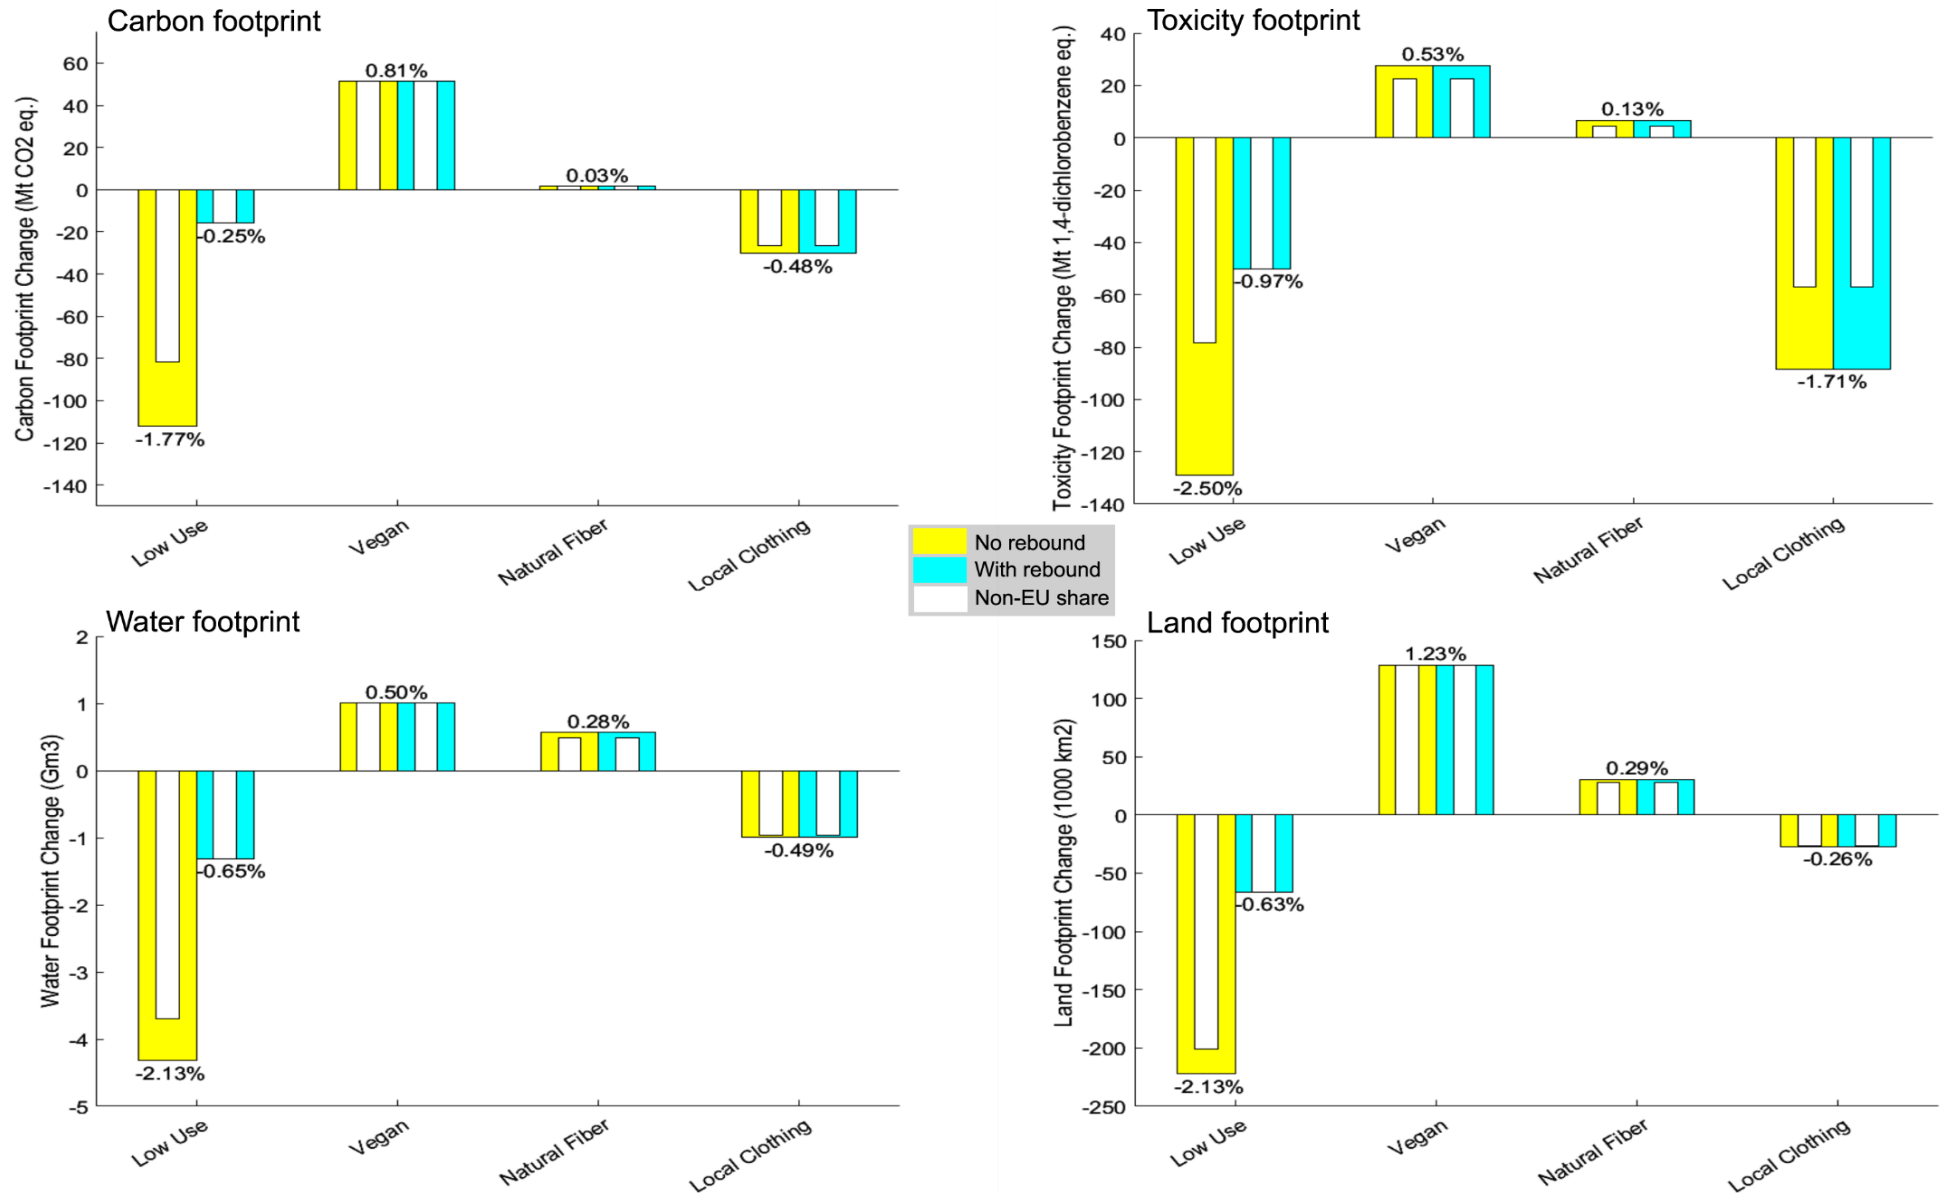 Carbon footprint
Carbon Footprint Change (Mt CO2 eq.)
60
40
20
0
-20
-40
-60
-80
-100
-120
-140
-1.77%
-0.25%
0.81%
0.03%
-0.48%
Low Use
Vegan
Natural Fiber
Local Clothing
Toxicity footprint
Toxicity Footprint Change (Mt 1,4-dichlorobenzene eq.)
40
20
0
-20
-40
-60
-80
-100
-120
-140
-2.50%
-0.97%
0.53%
0.13%
-1.71%
Low Use
Vegan
Natural Fiber
Local Clothing
No rebound
With rebound
Non-EU share
Water footprint
Water Footprint Change (Gm3)
2
1
0
-1
-2
-3
-4
-5
-2.13%
-0.65%
0.50%
0.28%
-0.49%
Low Use
Vegan
Natural Fiber
Local Clothing
Land footprint
Land Footprint Change (1000 km2)
150
100
50
0
-50
-100
-150
-200
-250
-2.13%
-0.63%
1.23%
0.29%
-0.26%
Low Use
Vegan
Natural Fiber
Local Clothing